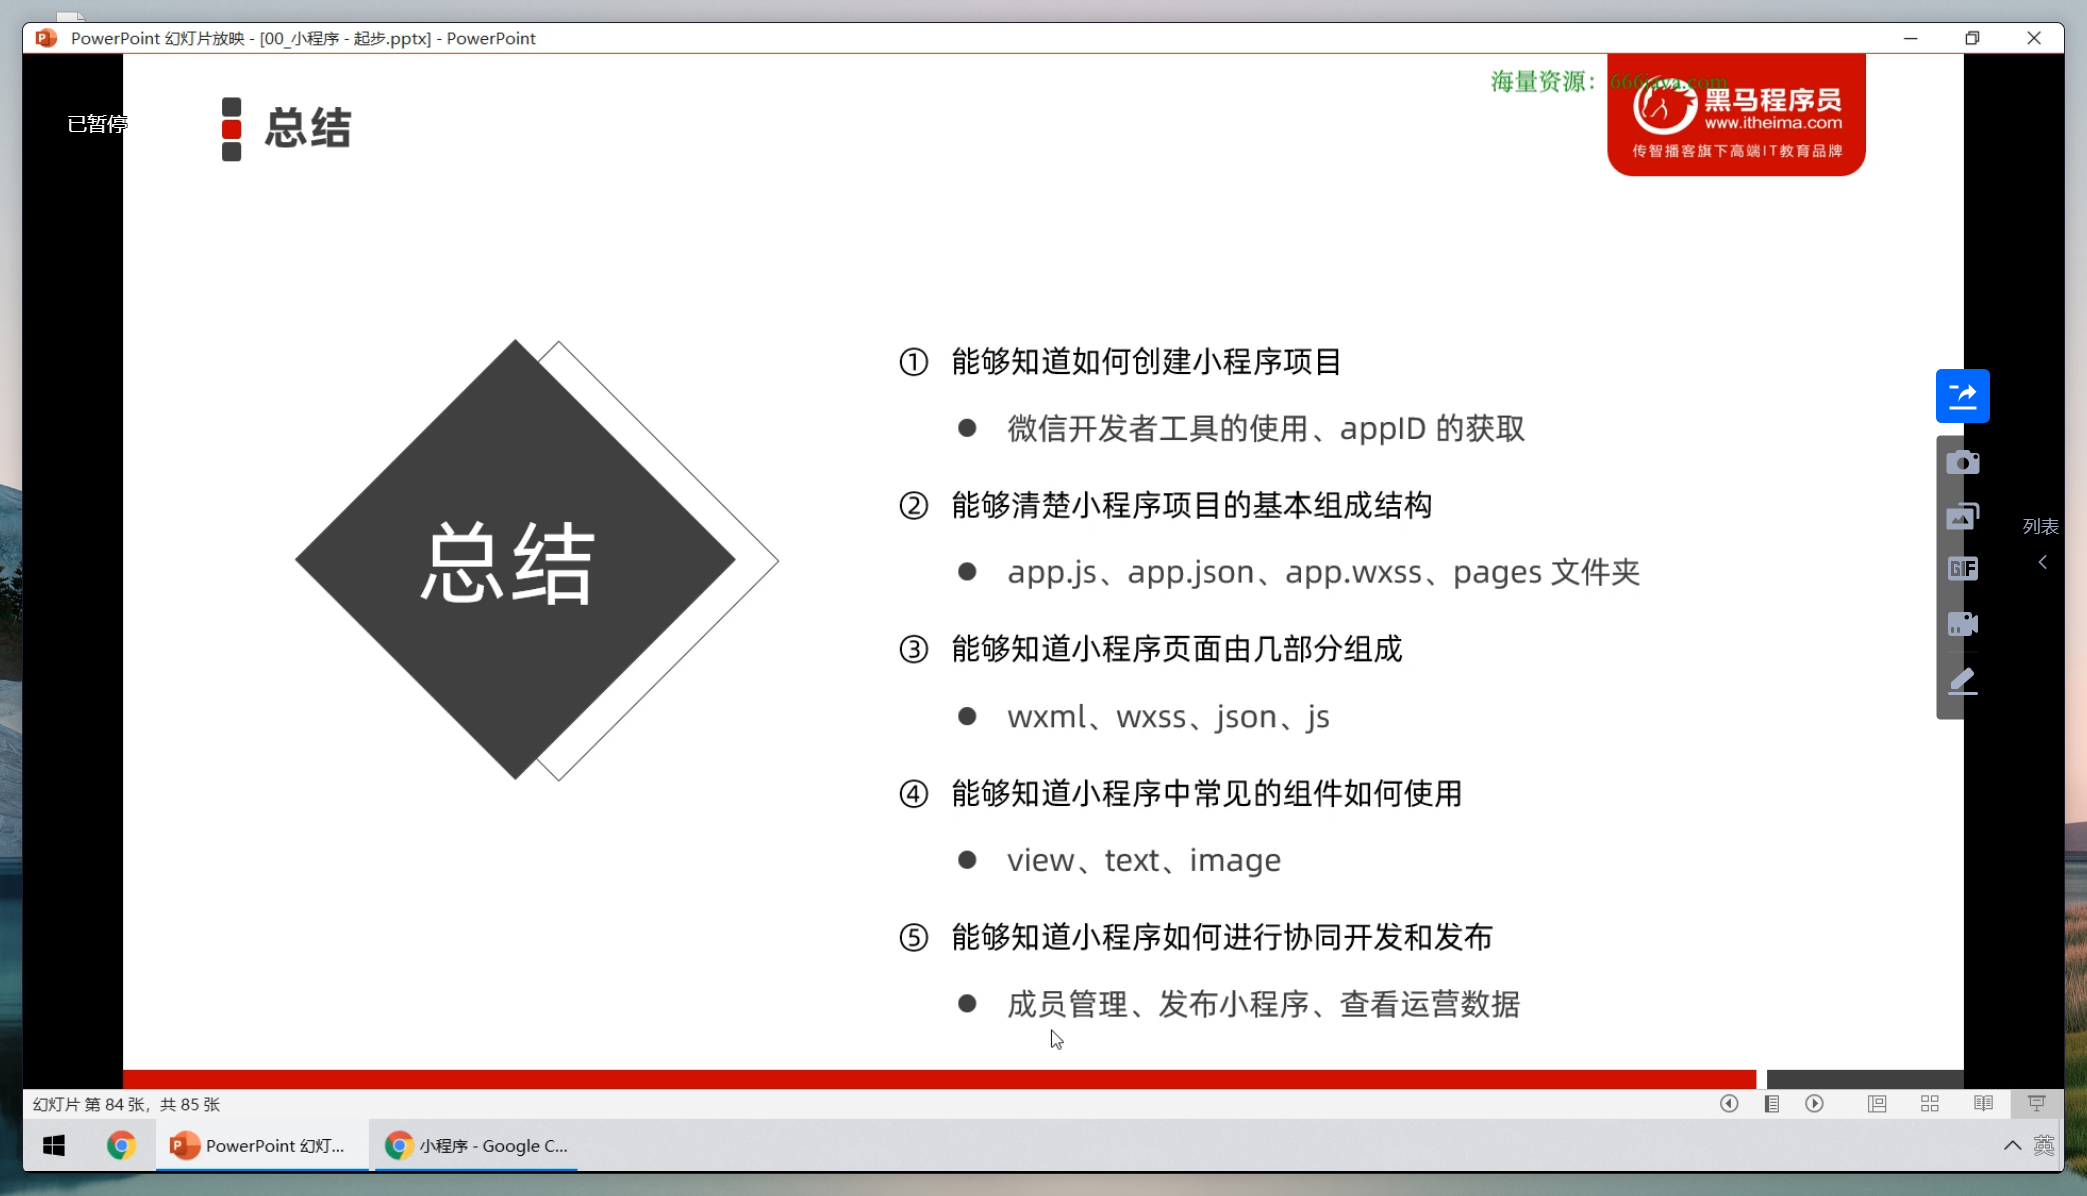 PowerPoint 幻灯片放映 - [00_小程序 - 起步.pptx] - PowerPoint
海量资源：666java.com
黑马程序员
www.itheima.com
传智播客旗下高端IT教育品牌
已暂停
总结
总结
① 能够知道如何创建小程序项目
● 微信开发者工具的使用、appID 的获取
② 能够清楚小程序项目的基本组成结构
● app.js、app.json、app.wxss、pages 文件夹
③ 能够知道小程序页面由几部分组成
● wxml、wxss、json、js
④ 能够知道小程序中常见的组件如何使用
● view、text、image
⑤ 能够知道小程序如何进行协同开发和发布
● 成员管理、发布小程序、查看运营数据
GIF
列表
幻灯片 第 84 张，共 85 张
PowerPoint 幻灯...
小程序 - Google C...
英